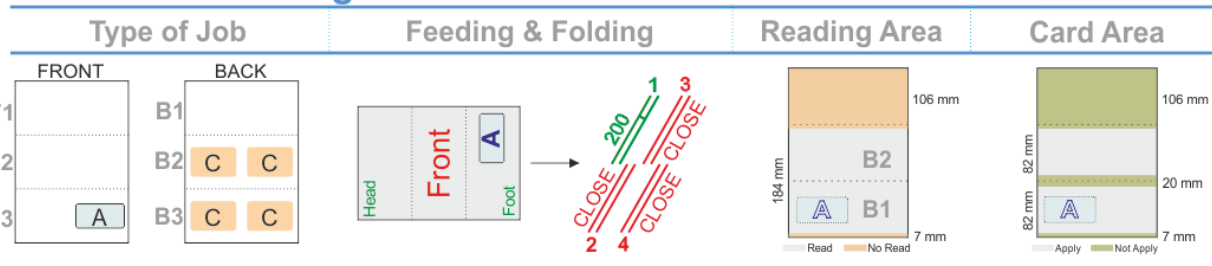 Type of Job
Feeding & Folding
Reading Area
Card Area
FRONT
BACK
1
2
3
A
B1
B2
B3
C C
C C
Head
Front
A
Foot
1
3
200
CLOSE
CLOSE
CLOSE
2
4
106 mm
184 mm
B2
A
B1
7 mm
Read
No Read
106 mm
82 mm
20 mm
82 mm
A
7 mm
Apply
Not Apply